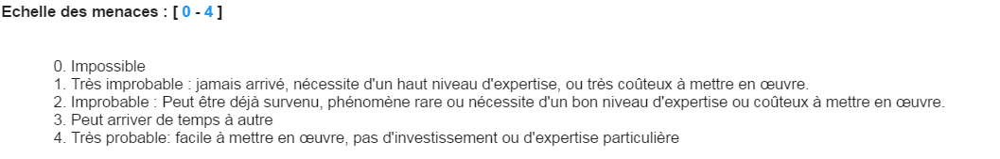 Echelle des menaces : [ 0 - 4 ]
0. Impossible
1. Très improbable : jamais arrivé, nécessite d'un haut niveau d'expertise, ou très coûteux à mettre en œuvre.
2. Improbable : Peut être déjà survenu, phénomène rare ou nécessite d'un bon niveau d'expertise ou coûteux à mettre en œuvre.
3. Peut arriver de temps à autre
4. Très probable: facile à mettre en œuvre, pas d'investissement ou d'expertise particulière